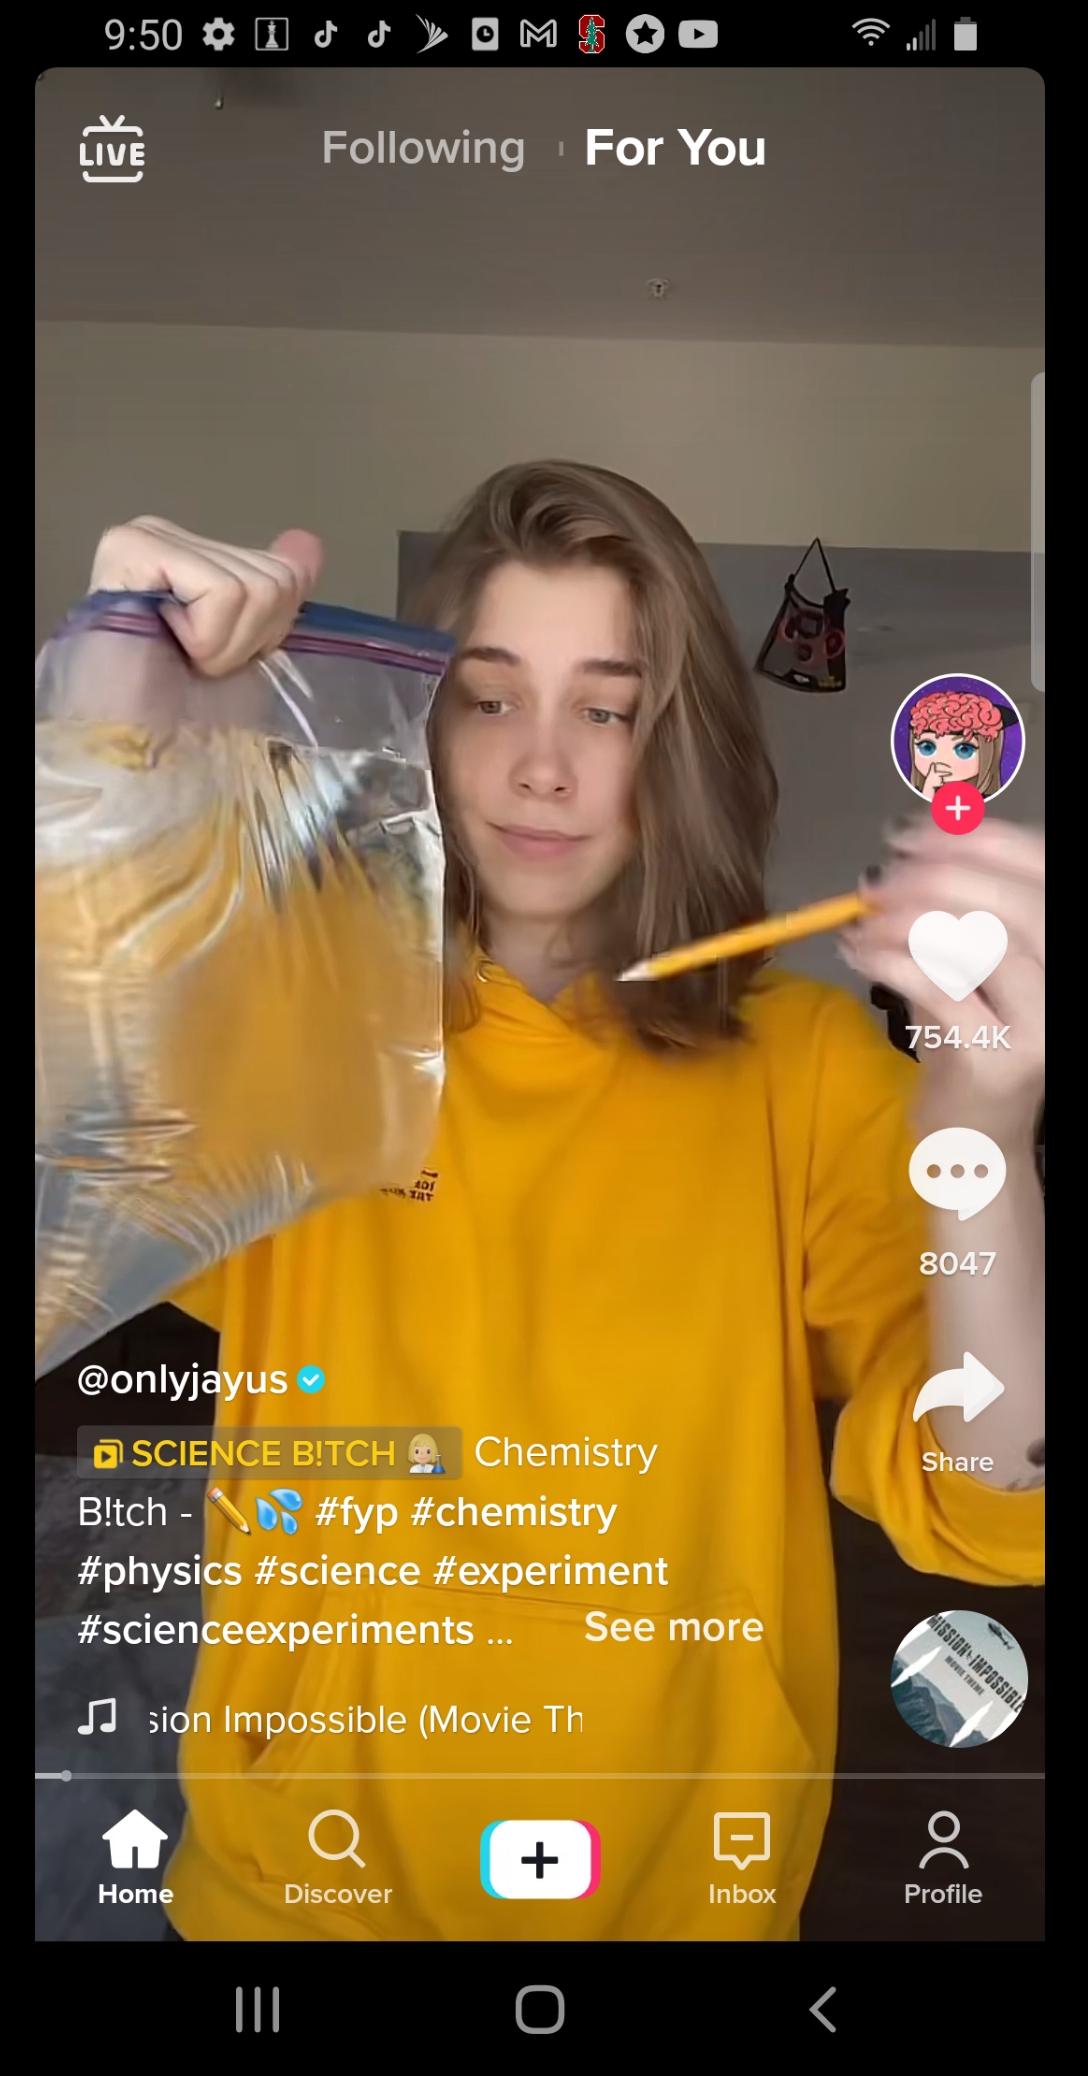 9:50
LIVE
Following
For You
754.4K
8047
@onlyjayus
SCIENCE B!TCH 👩🏼‍🔬 Chemistry
B!tch - ✏️💦 #fyp #chemistry
#physics #science #experiment
#scienceexperiments ... See more
Share
MISSION: IMPOSSIBLE
MOVIE THEME
sion Impossible (Movie Th
Home
Discover
Inbox
Profile